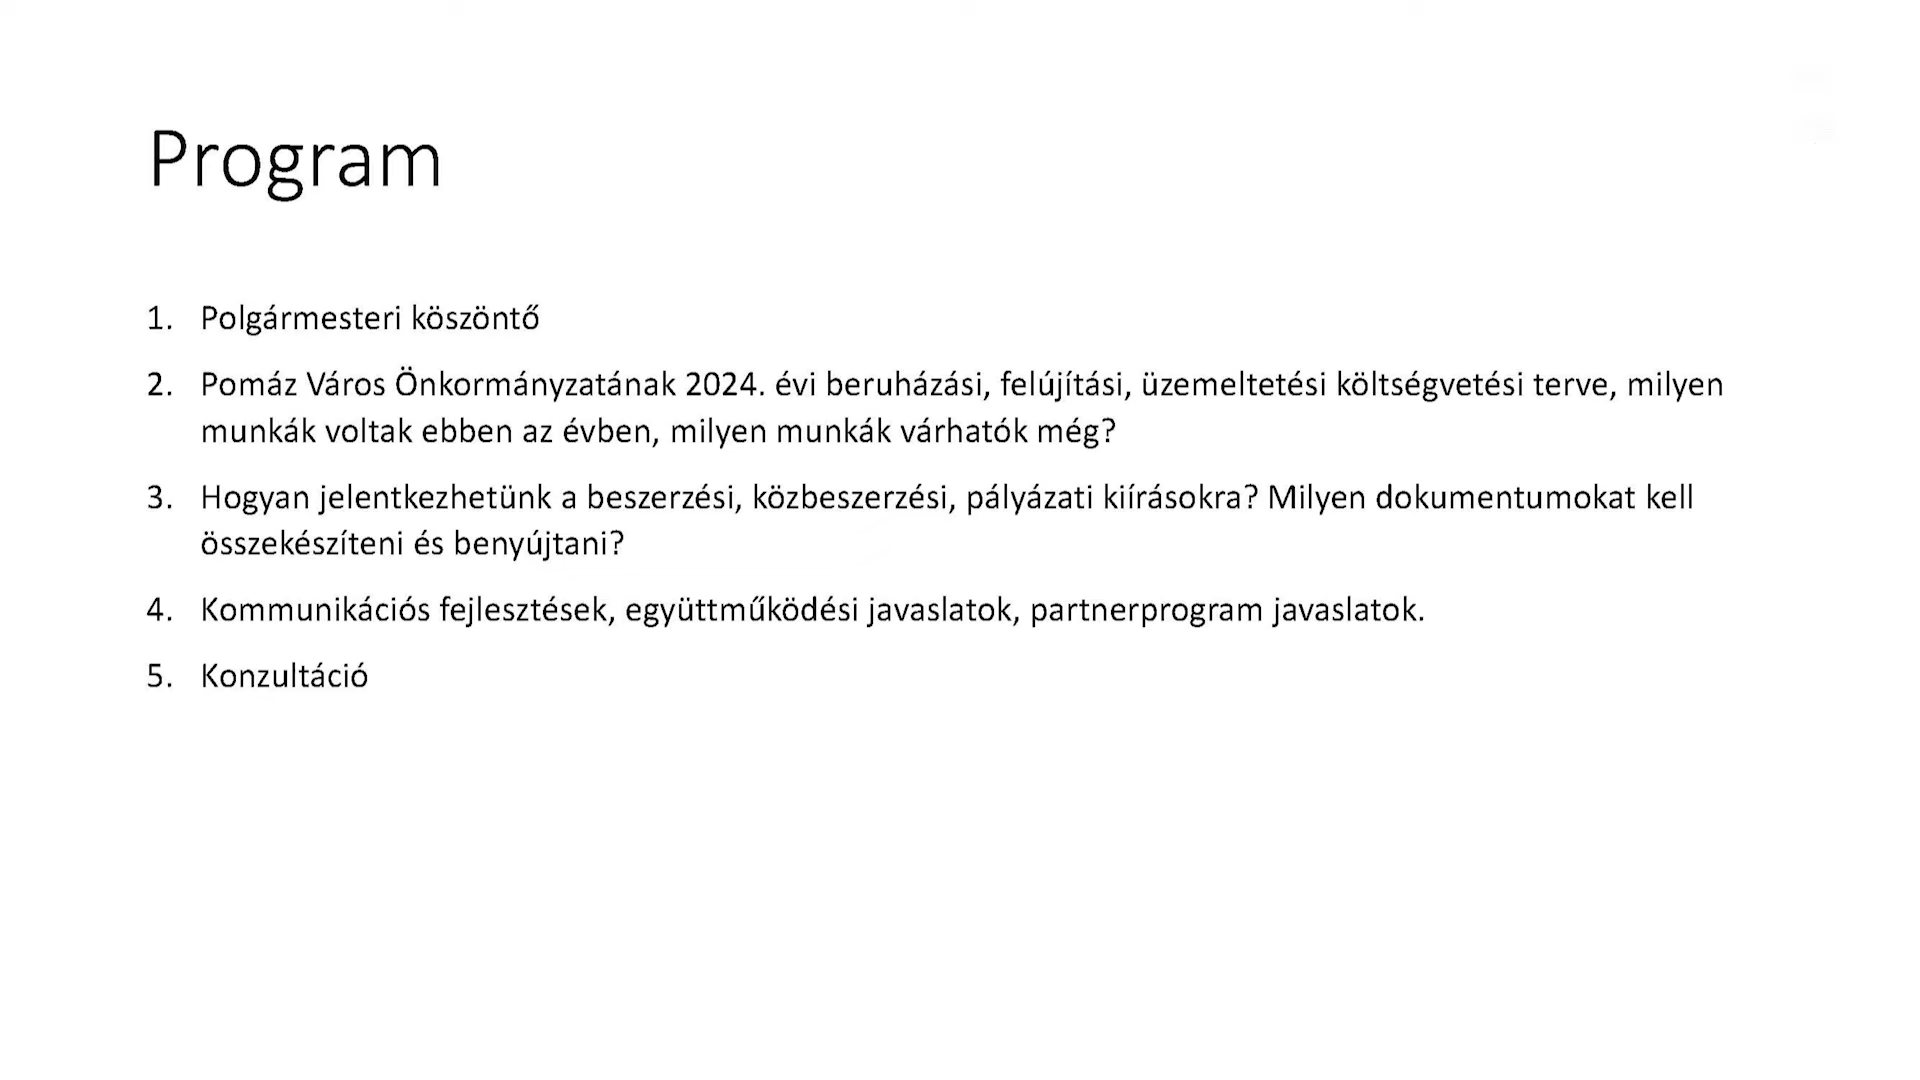 Program
1. Polgármesteri köszöntő
2. Pomáz Város Önkormányzatának 2024. évi beruházási, felújítási, üzemeltetési költségvetési terve, milyen
munkák voltak ebben az évben, milyen munkák várhatók még?
3. Hogyan jelentkezhetünk a beszerzési, közbeszerzési, pályázati kiírásokra? Milyen dokumentumokat kell
összekészíteni és benyújtani?
4. Kommunikációs fejlesztések, együttműködési javaslatok, partnerprogram javaslatok.
5. Konzultáció